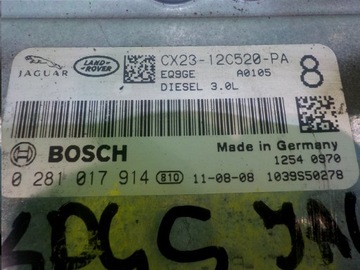 JAGUAR
LAND-ROVER
CX23-12C520-PA
EQ9GE A0105
DIESEL 3.0L
8
BOSCH
Made in Germany
1254 0970
0 281 017 914 810 11-08-08 1039S50278